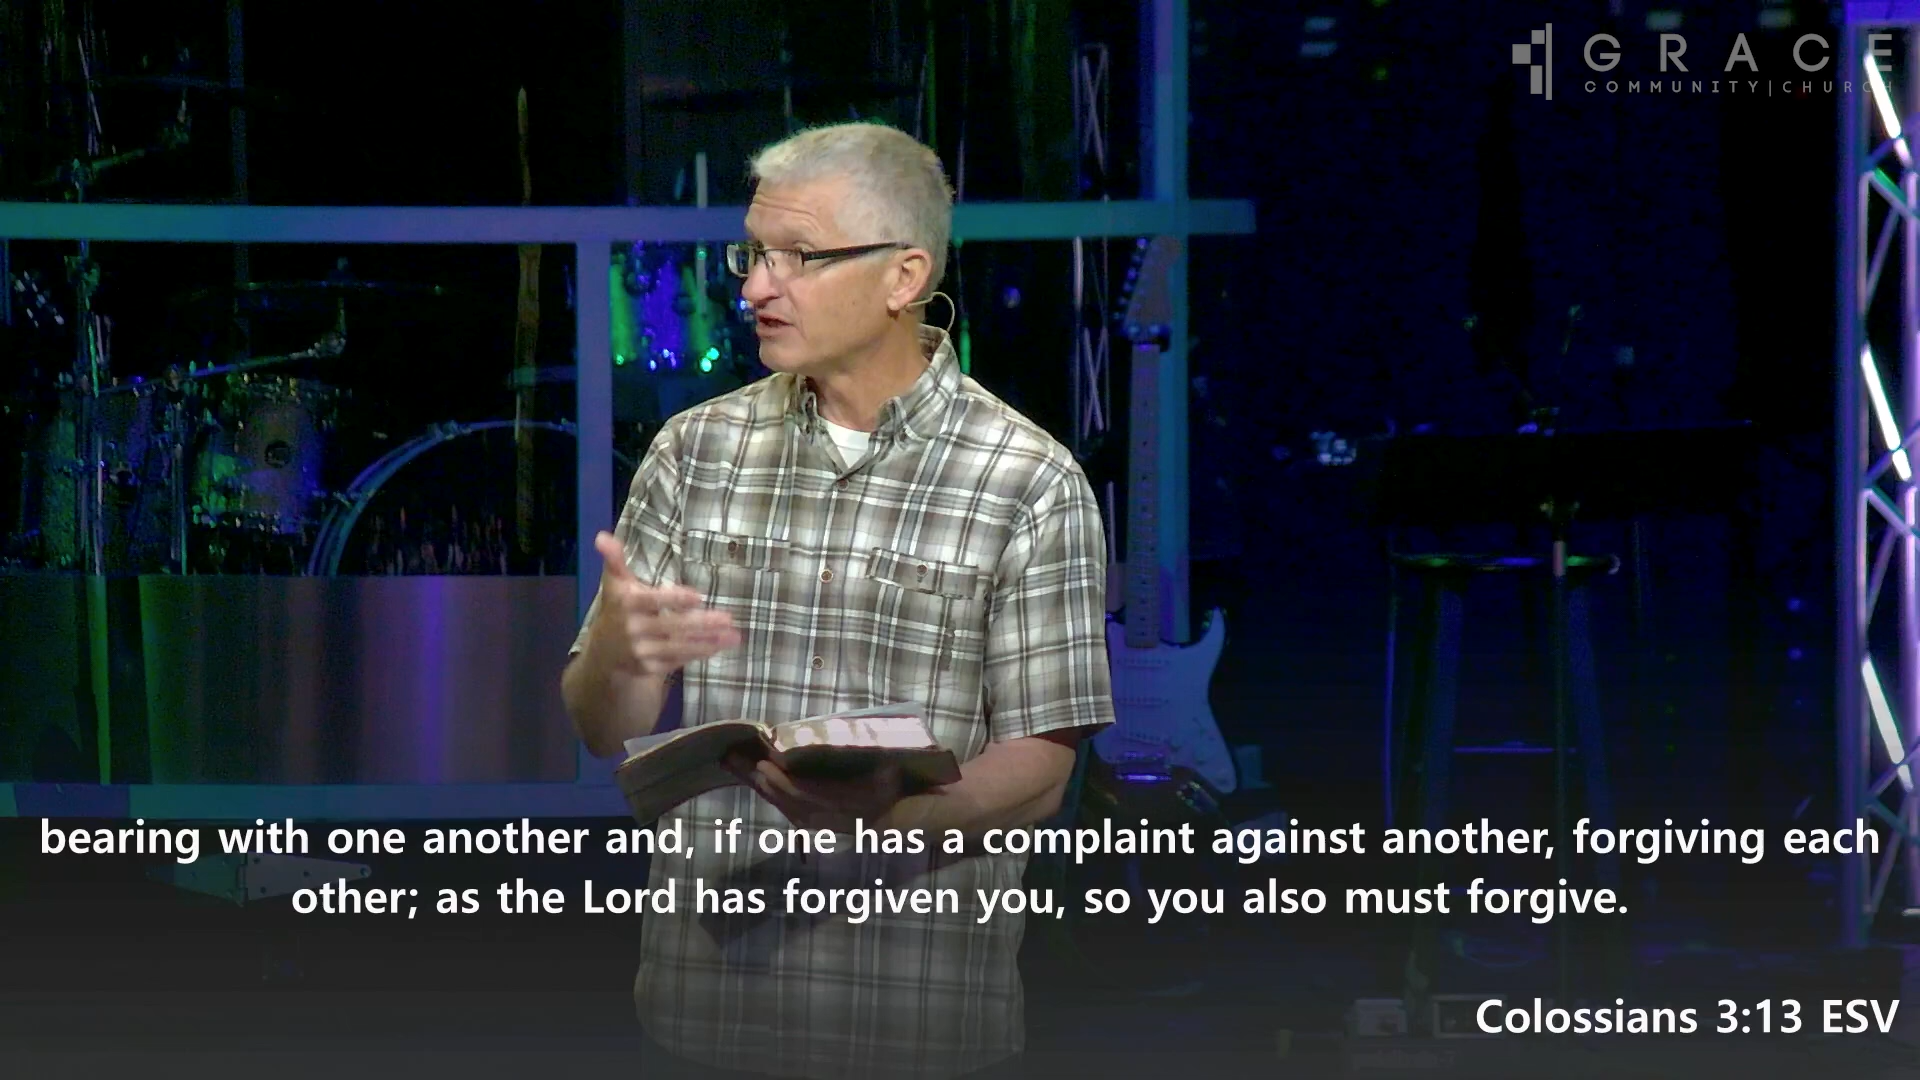 GRACE
COMMUNITY|CHURCH
bearing with one another and, if one has a complaint against another, forgiving each
other; as the Lord has forgiven you, so you also must forgive.
Colossians 3:13 ESV